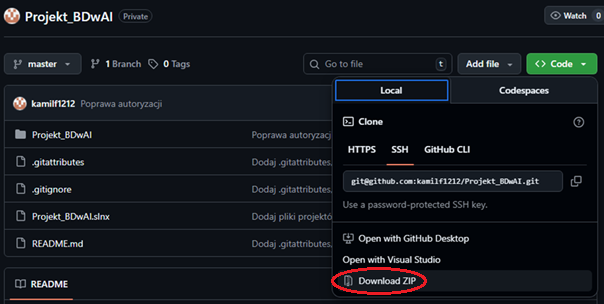 Projekt_BDwAI Private
Watch 0
master 1 Branch 0 Tags
Go to file t
Add file
Code
kamilf1212 Poprawa autoryzacji
Projekt_BDwAI Poprawa autoryzacji
.gitattributes Dodaj .gitattributes,
.gitignore Dodaj .gitattributes,
Projekt_BDwAI.slnx Dodaj pliki projektów
README.md Dodaj .gitattributes,
README
Local Codespaces
Clone
HTTPS SSH GitHub CLI
git@github.com:kamilf1212/Projekt_BDwAI.git
Use a password-protected SSH key.
Open with GitHub Desktop
Open with Visual Studio
Download ZIP